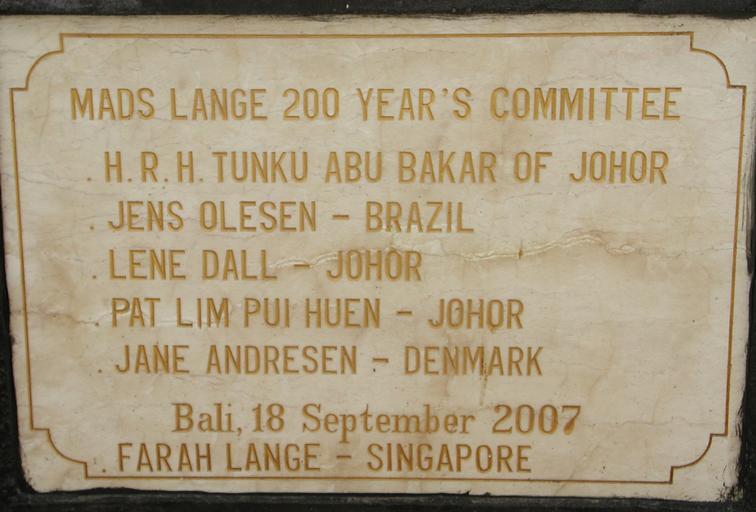 MADS LANGE 200 YEAR'S COMMITTEE
. H.R.H. TUNKU ABU BAKAR OF JOHOR
. JENS OLESEN – BRAZIL
. LENE DALL – JOHOR
. PAT LIM PUI HUEN – JOHOR
. JANE ANDRESEN – DENMARK
Bali, 18 September 2007
. FARAH LANGE – SINGAPORE